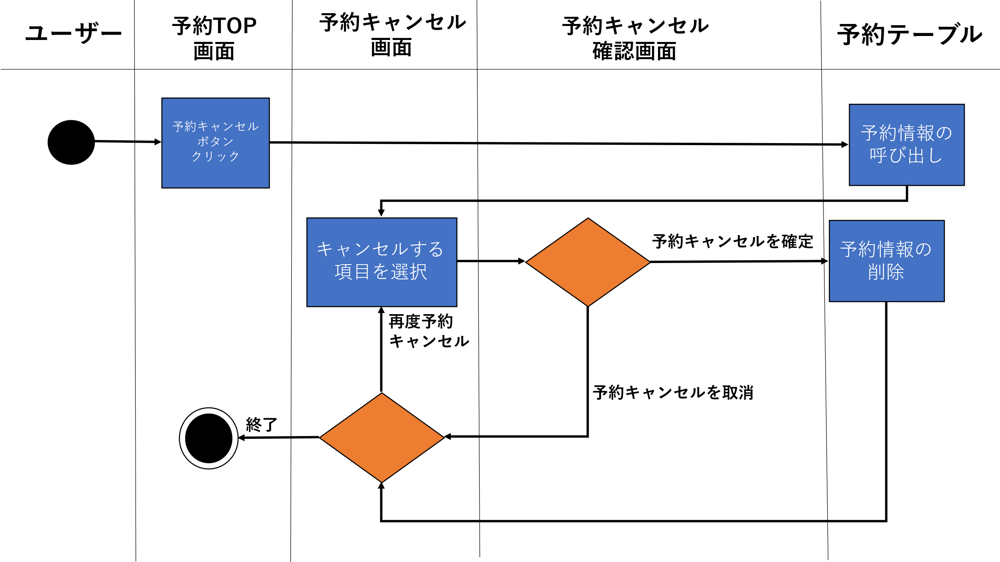 ユーザー
予約TOP
画面
予約キャンセル
画面
予約キャンセル
確認画面
予約テーブル
予約キャンセル
ボタン
クリック
予約情報の
呼び出し
キャンセルする
項目を選択
予約キャンセルを確定
予約情報の
削除
再度予約
キャンセル
予約キャンセルを取消
終了